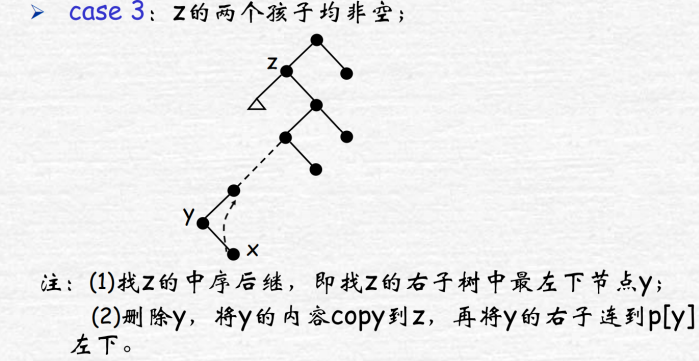 ➢ case 3：z的两个孩子均非空；
z
y
x
注：(1)找z的中序后继，即找z的右子树中最左下节点y；
(2)删除y，将y的内容copy到z，再将y的右子连到p[y]
左下。